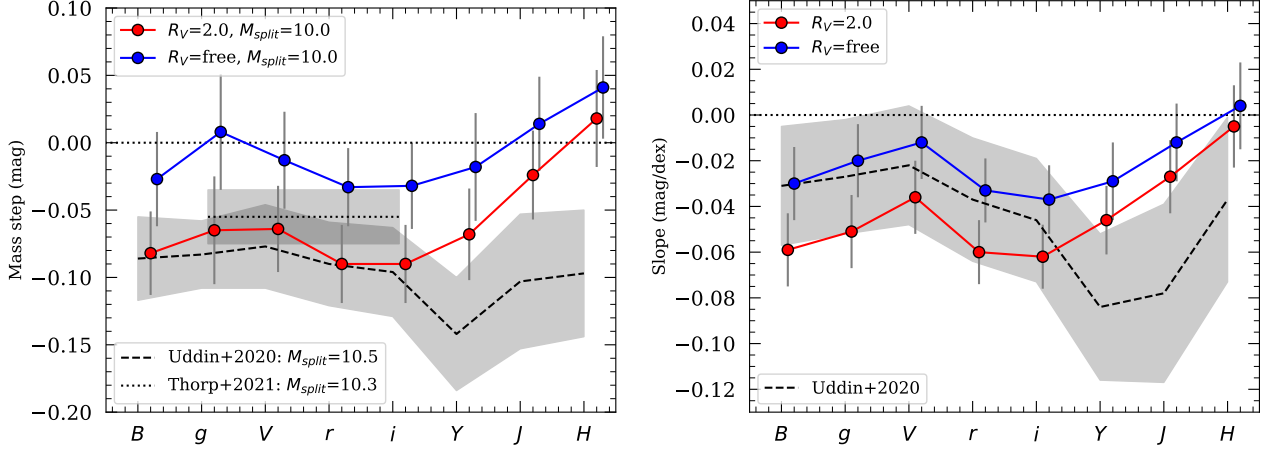 R_V=2.0, M_split=10.0
R_V=free, M_split=10.0
0.10
0.05
0.00
−0.05
−0.10
−0.15
−0.20
Mass step (mag)
Uddin+2020: M_split=10.5
Thorp+2021: M_split=10.3
B g V r i Y J H
R_V=2.0
R_V=free
0.04
0.02
0.00
−0.02
−0.04
−0.06
−0.08
−0.10
−0.12
Slope (mag/dex)
Uddin+2020
B g V r i Y J H